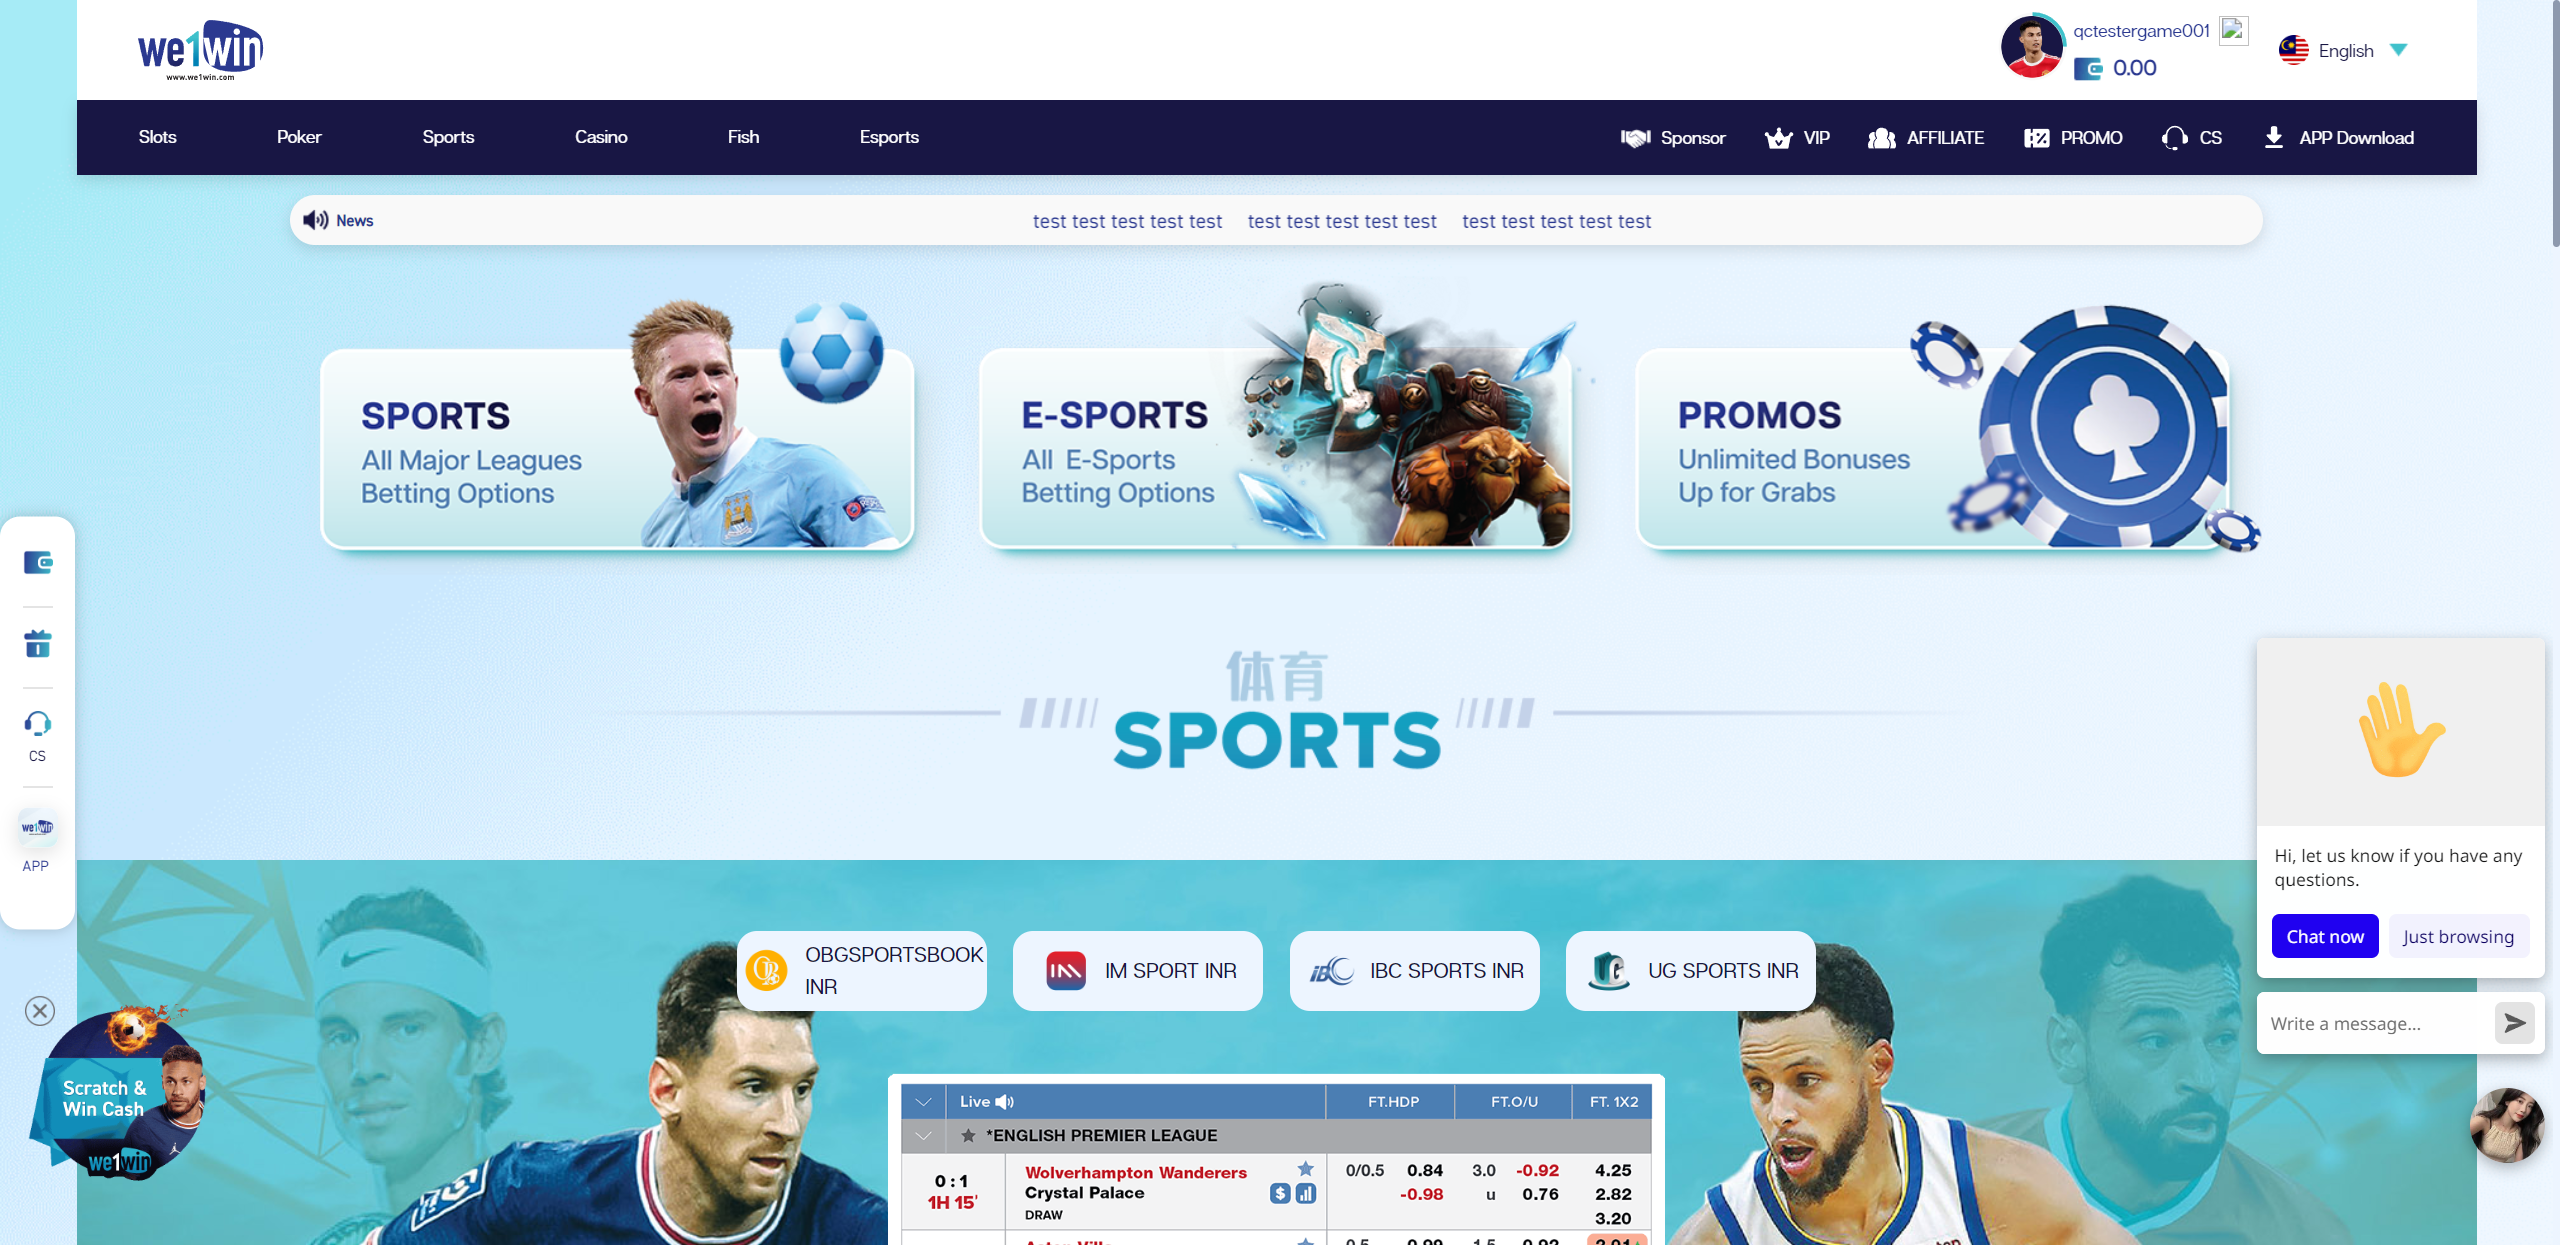 we1win
www.we1win.com
qctestergame001
0.00
English
Slots
Poker
Sports
Casino
Fish
Esports
Sponsor
VIP
AFFILIATE
PROMO
CS
APP Download
News
test test test test test
test test test test test
test test test test test
SPORTS
All Major Leagues
Betting Options
E-SPORTS
All E-Sports
Betting Options
PROMOS
Unlimited Bonuses
Up for Grabs
体育
SPORTS
CS
we1win
APP
Hi, let us know if you have any
questions.
Chat now
Just browsing
Write a message...
OBGSPORTSBOOK
INR
IM SPORT INR
IBC SPORTS INR
UG SPORTS INR
Scratch &
Win Cash
we1win
Live
FT.HDP
FT.O/U
FT. 1X2
*ENGLISH PREMIER LEAGUE
0 : 1
1H 15'
Wolverhampton Wanderers
Crystal Palace
DRAW
0/0.5 0.84 3.0 -0.92 4.25
-0.98 u 0.76 2.82
3.20